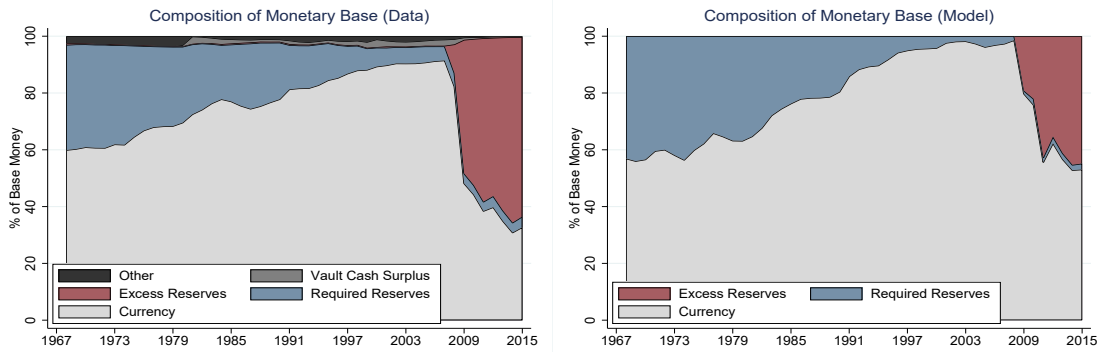 Composition of Monetary Base (Data)
% of Base Money
100
80
60
40
20
0
Other
Vault Cash Surplus
Excess Reserves
Required Reserves
Currency
1967 1973 1979 1985 1991 1997 2003 2009 2015
Composition of Monetary Base (Model)
% of Base Money
100
80
60
40
20
0
Excess Reserves
Required Reserves
Currency
1967 1973 1979 1985 1991 1997 2003 2009 2015